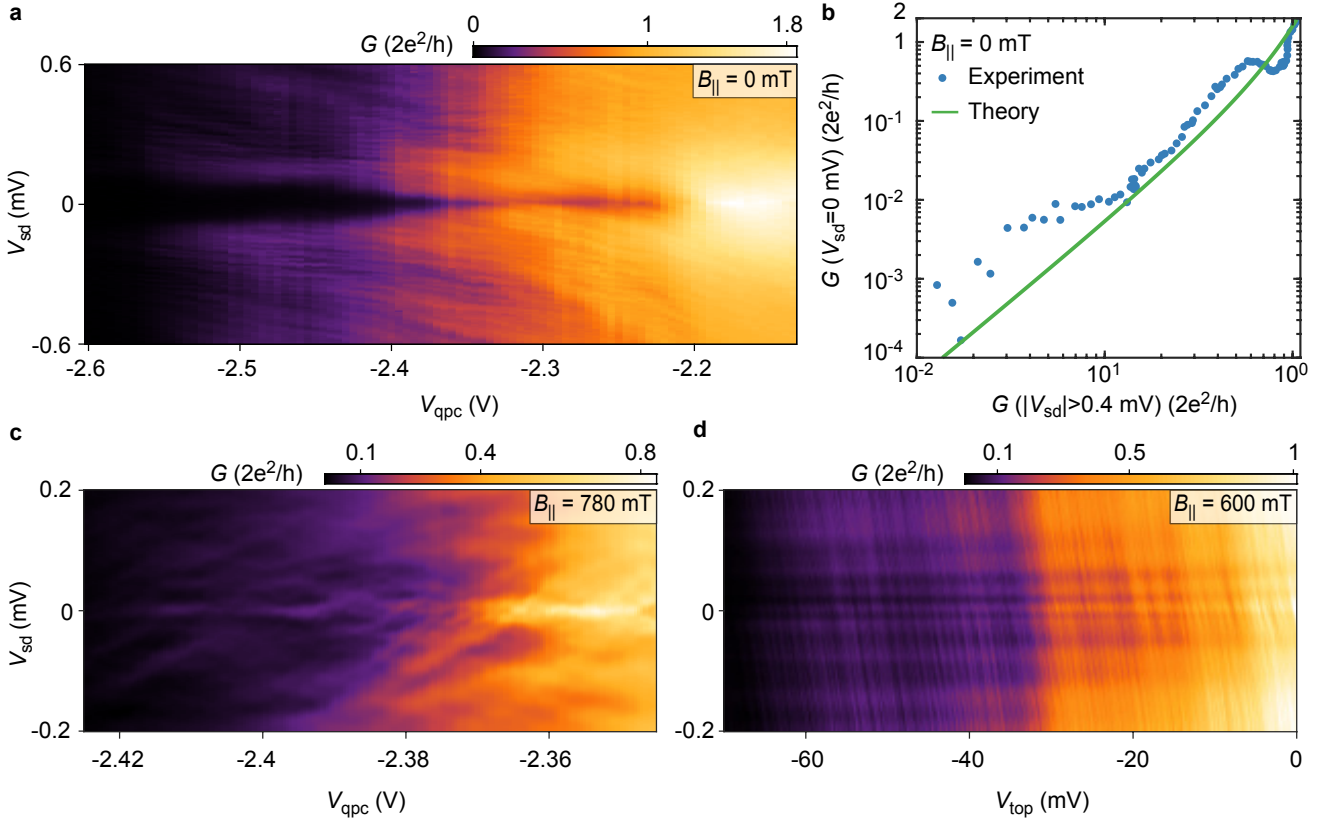 a
G (2e²/h)
0 1 1.8
B|| = 0 mT
0.6
0
-0.6
V_sd (mV)
-2.6 -2.5 -2.4 -2.3 -2.2
V_qpc (V)
b
B|| = 0 mT
Experiment
Theory
2
1
10⁻¹
10⁻²
10⁻³
10⁻⁴
G (V_sd=0 mV) (2e²/h)
10⁻² 10¹ 10⁰
G (|V_sd|>0.4 mV) (2e²/h)
c
G (2e²/h)
0.1 0.4 0.8
B|| = 780 mT
0.2
0
-0.2
V_sd (mV)
-2.42 -2.4 -2.38 -2.36
V_qpc (V)
d
G (2e²/h)
0.1 0.5 1
B|| = 600 mT
0.2
0
-0.2
-60 -40 -20 0
V_top (mV)